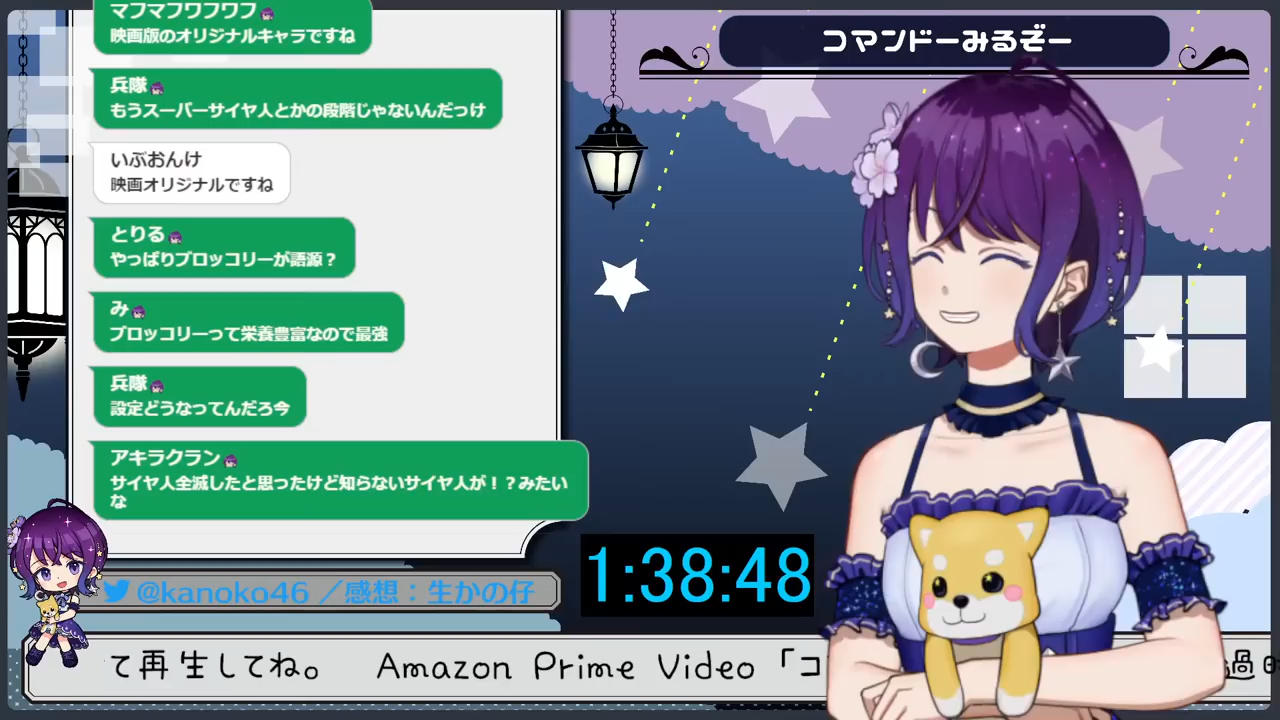 コマンドーみるぞー
マフマフワフワフ
映画版のオリジナルキャラですね
兵隊
もうスーパーサイヤ人とかの段階じゃないんだっけ
いぶおんけ
映画オリジナルですね
とりる
やっぱりブロッコリーが語源？
み
ブロッコリーって栄養豊富なので最強
兵隊
設定どうなってんだろ今
アキラクラン
サイヤ人全滅したと思ったけど知らないサイヤ人が！？みたい
な
@kanoko46 ／感想：生かの仔
1:38:48
て再生してね。 Amazon Prime Video「コ